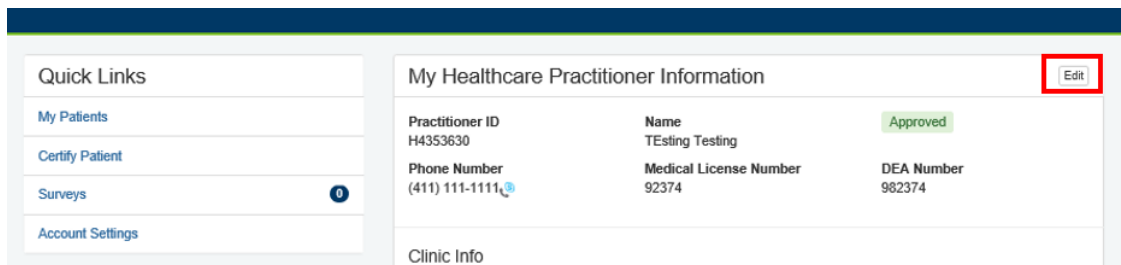 Quick Links
My Patients
Certify Patient
Surveys 0
Account Settings
My Healthcare Practitioner Information Edit
Practitioner ID Name Approved
H4353630 TEsting Testing
Phone Number Medical License Number DEA Number
(411) 111-1111 92374 982374
Clinic Info